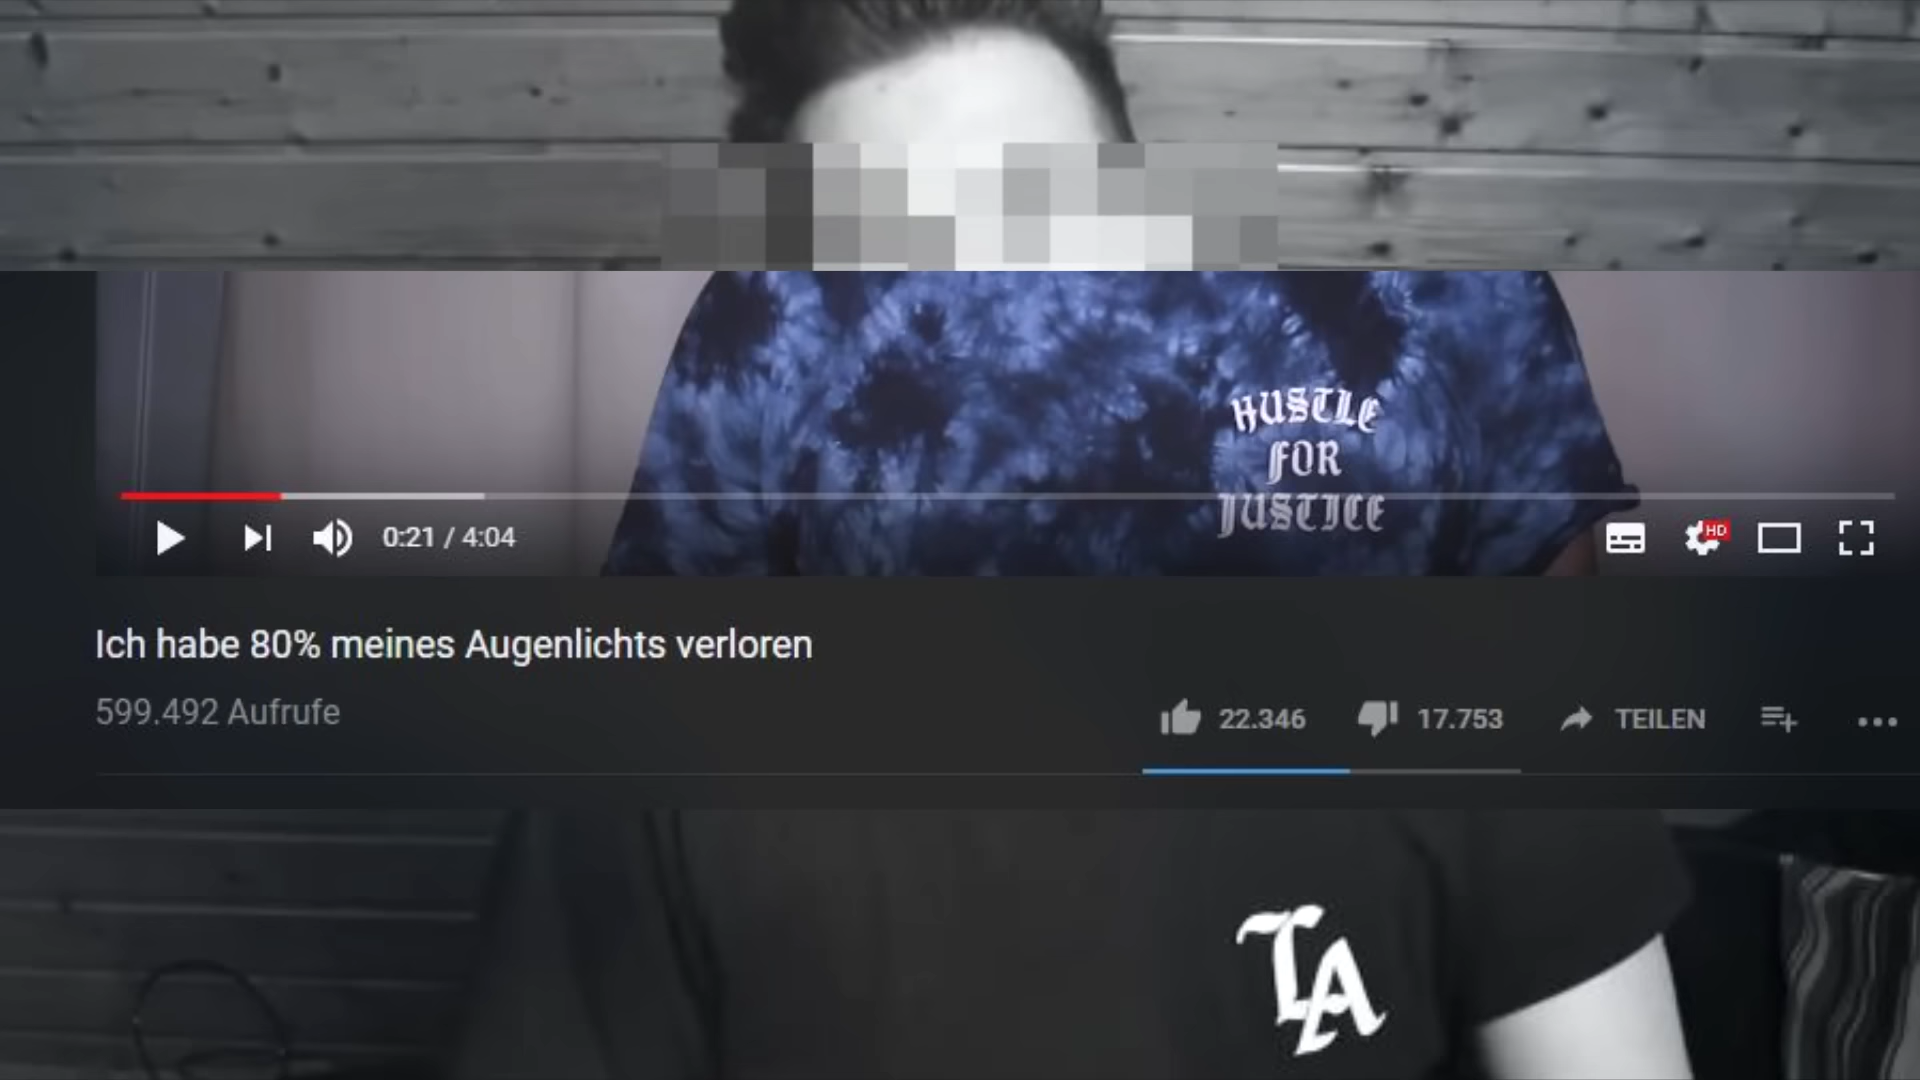 HUSTLE
FOR
JUSTICE
0:21 / 4:04
HD
Ich habe 80% meines Augenlichts verloren
599.492 Aufrufe
22.346
17.753
TEILEN
LA